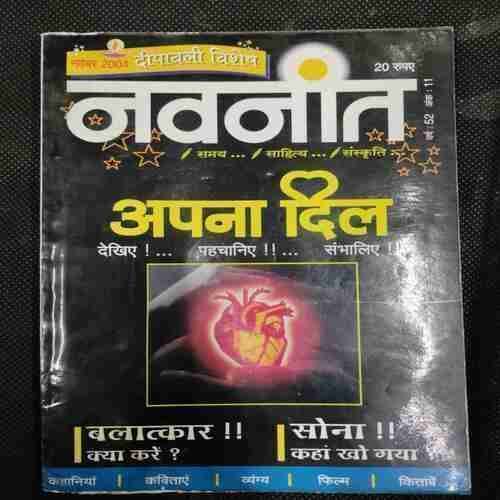 नवम्बर 2004 दीपावली विशेष
20 रुपए
नवनीत
वर्ष : 52 अंक : 11
समय ... / साहित्य ... / संस्कृति ...
अपना दिल
देखिए ! ... पहचानिए !! ... संभालिए !!
बलात्कार !! सोना !!
क्या करें ? कहां खो गया ?
कहानियां | कविताएं | व्यंग्य | फिल्म | किताबें